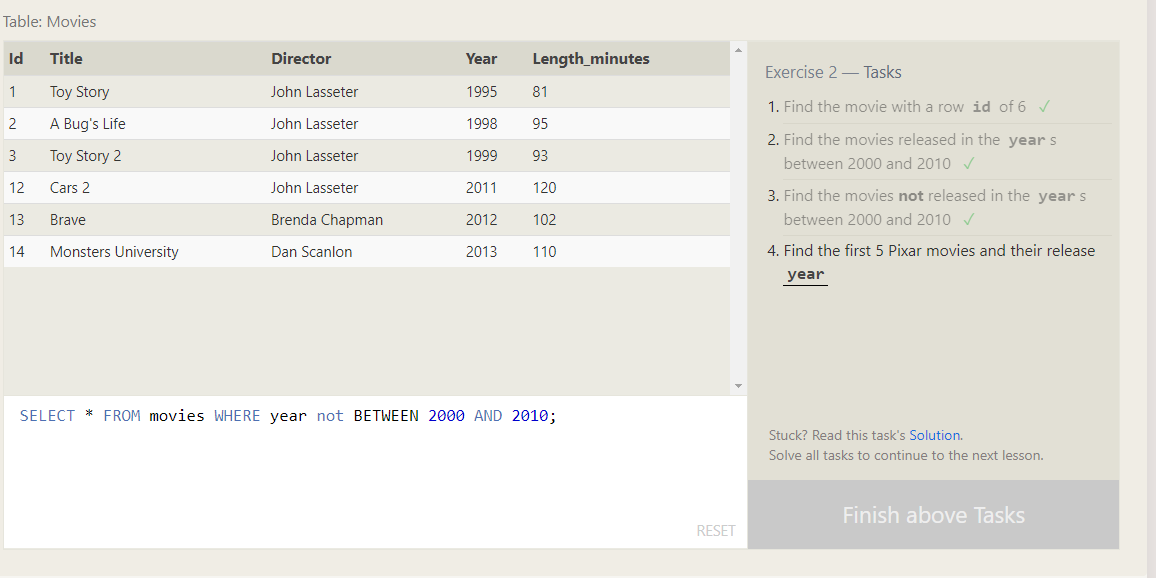 Table: Movies
Id Title Director Year Length_minutes
1 Toy Story John Lasseter 1995 81
2 A Bug's Life John Lasseter 1998 95
3 Toy Story 2 John Lasseter 1999 93
12 Cars 2 John Lasseter 2011 120
13 Brave Brenda Chapman 2012 102
14 Monsters University Dan Scanlon 2013 110
SELECT * FROM movies WHERE year not BETWEEN 2000 AND 2010;
RESET
Exercise 2 — Tasks
1. Find the movie with a row id of 6 ✓
2. Find the movies released in the year s
between 2000 and 2010 ✓
3. Find the movies not released in the year s
between 2000 and 2010 ✓
4. Find the first 5 Pixar movies and their release
year
Stuck? Read this task's Solution.
Solve all tasks to continue to the next lesson.
Finish above Tasks